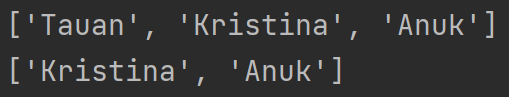 ['Tauan', 'Kristina', 'Anuk']
['Kristina', 'Anuk']